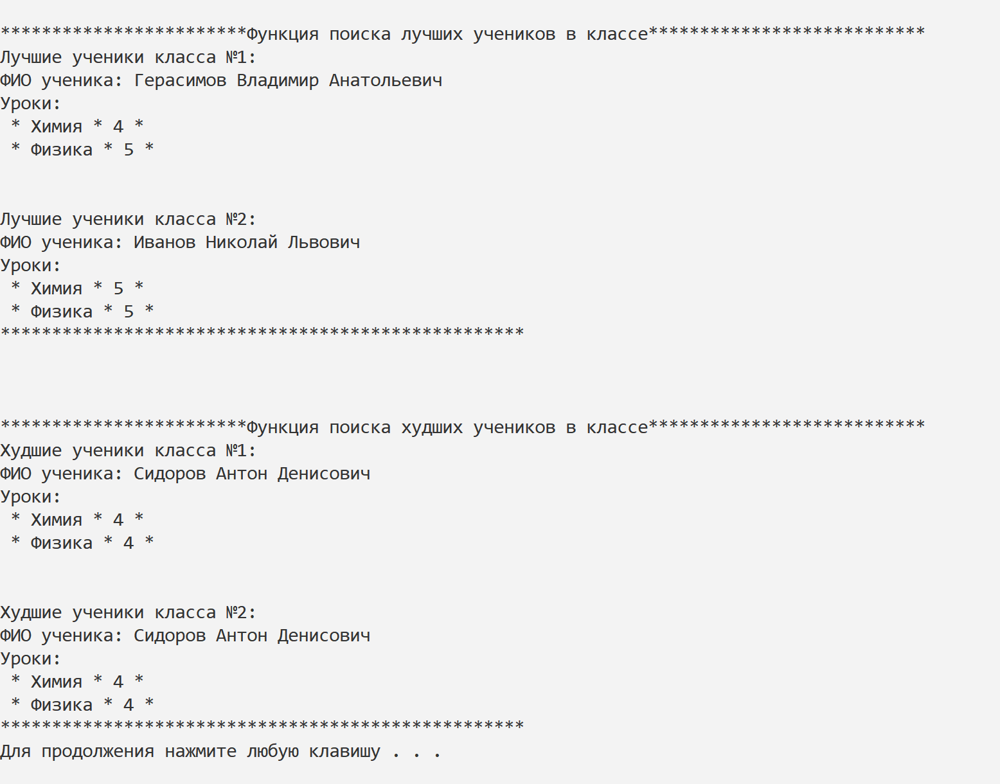 ************************Функция поиска лучших учеников в классе***************************
Лучшие ученики класса №1:
ФИО ученика: Герасимов Владимир Анатольевич
Уроки:
 * Химия * 4 *
 * Физика * 5 *
Лучшие ученики класса №2:
ФИО ученика: Иванов Николай Львович
Уроки:
 * Химия * 5 *
 * Физика * 5 *
***************************************************
************************Функция поиска худших учеников в классе***************************
Худшие ученики класса №1:
ФИО ученика: Сидоров Антон Денисович
Уроки:
 * Химия * 4 *
 * Физика * 4 *
Худшие ученики класса №2:
ФИО ученика: Сидоров Антон Денисович
Уроки:
 * Химия * 4 *
 * Физика * 4 *
***************************************************
Для продолжения нажмите любую клавишу . . .